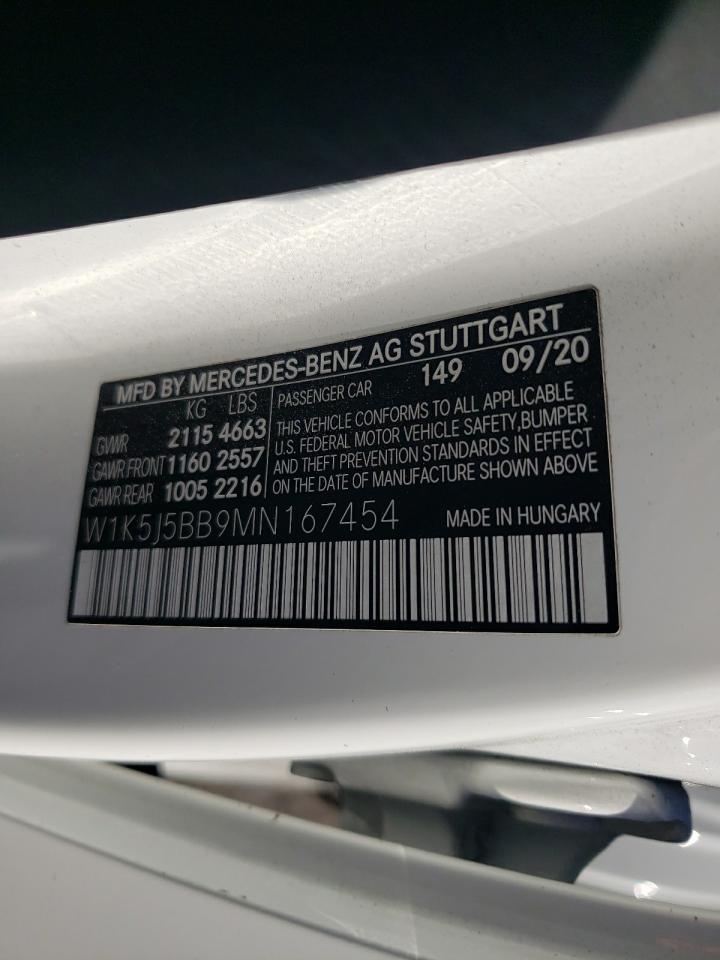 MFD BY MERCEDES-BENZ AG STUTTGART
KG LBS PASSENGER CAR 149 09/20
GVWR 2115 4663 THIS VEHICLE CONFORMS TO ALL APPLICABLE
GAWR FRONT 1160 2557 U.S. FEDERAL MOTOR VEHICLE SAFETY, BUMPER
GAWR REAR 1005 2216 AND THEFT PREVENTION STANDARDS IN EFFECT
ON THE DATE OF MANUFACTURE SHOWN ABOVE
W1K5J5BB9MN167454 MADE IN HUNGARY